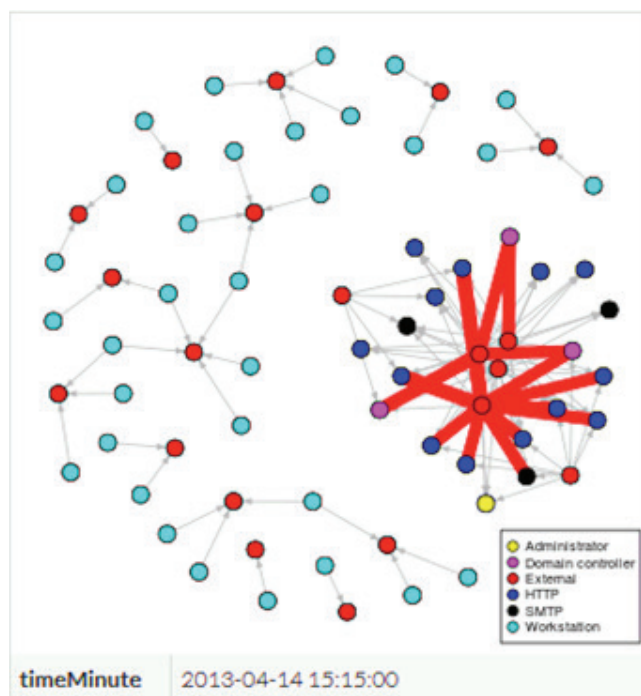 Administrator
Domain controller
External
HTTP
SMTP
Workstation
timeMinute 2013-04-14 15:15:00